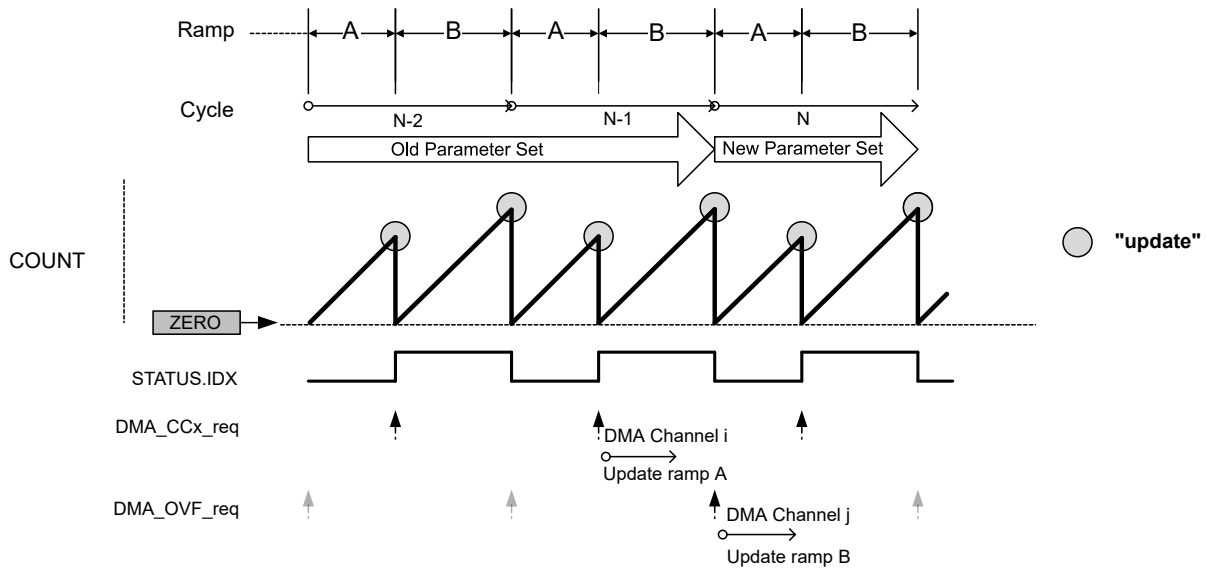 Ramp A B A B A B
Cycle
N-2 N-1 N
Old Parameter Set New Parameter Set
COUNT
"update"
ZERO
STATUS.IDX
DMA_CCx_req
DMA Channel i
Update ramp A
DMA_OVF_req
DMA Channel j
Update ramp B